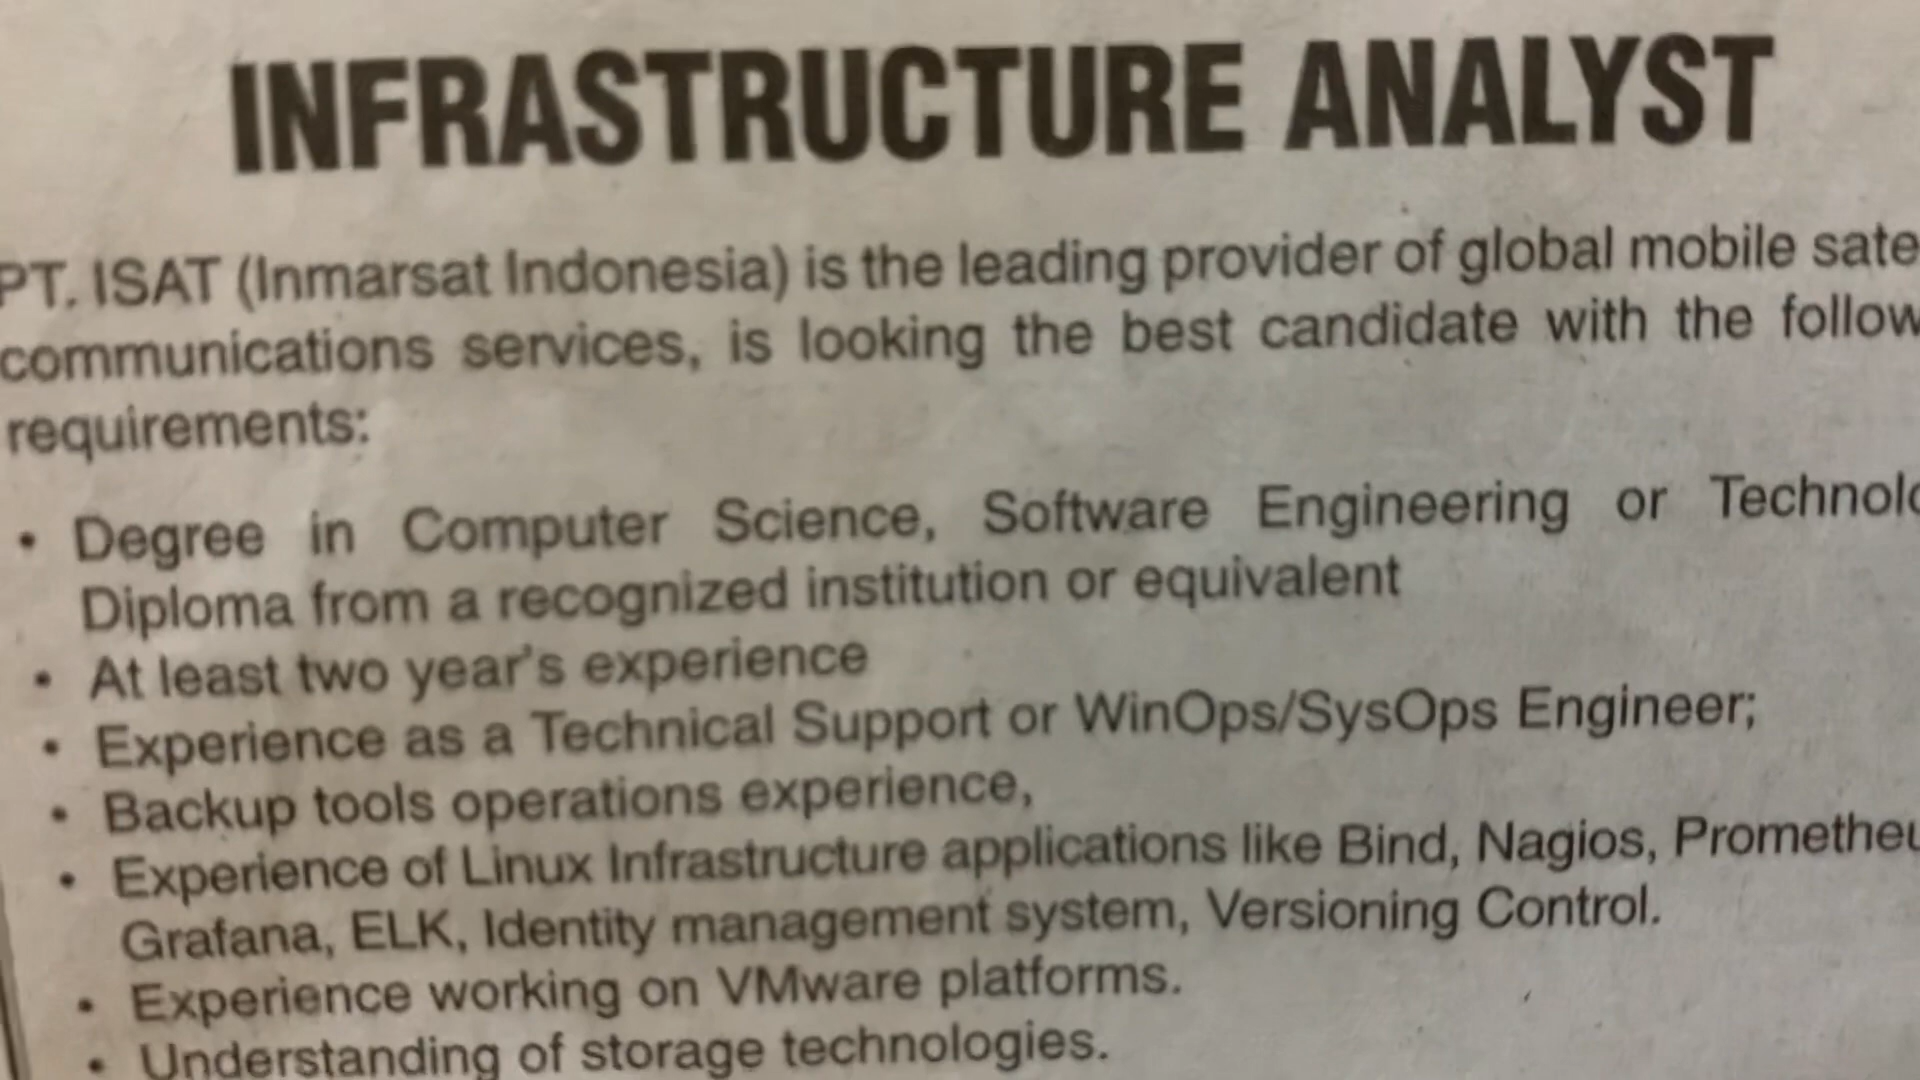 INFRASTRUCTURE ANALYST
PT. ISAT (Inmarsat Indonesia) is the leading provider of global mobile
communications services, is looking the best candidate with the
requirements:
• Degree in Computer Science, Software Engineering or
Diploma from a recognized institution or equivalent
• At least two year's experience
• Experience as a Technical Support or WinOps/SysOps Engineer;
• Backup tools operations experience,
• Experience of Linux Infrastructure applications like Bind, Nagios,
Grafana, ELK, Identity management system, Versioning Control.
• Experience working on VMware platforms.
• Understanding of storage technologies.